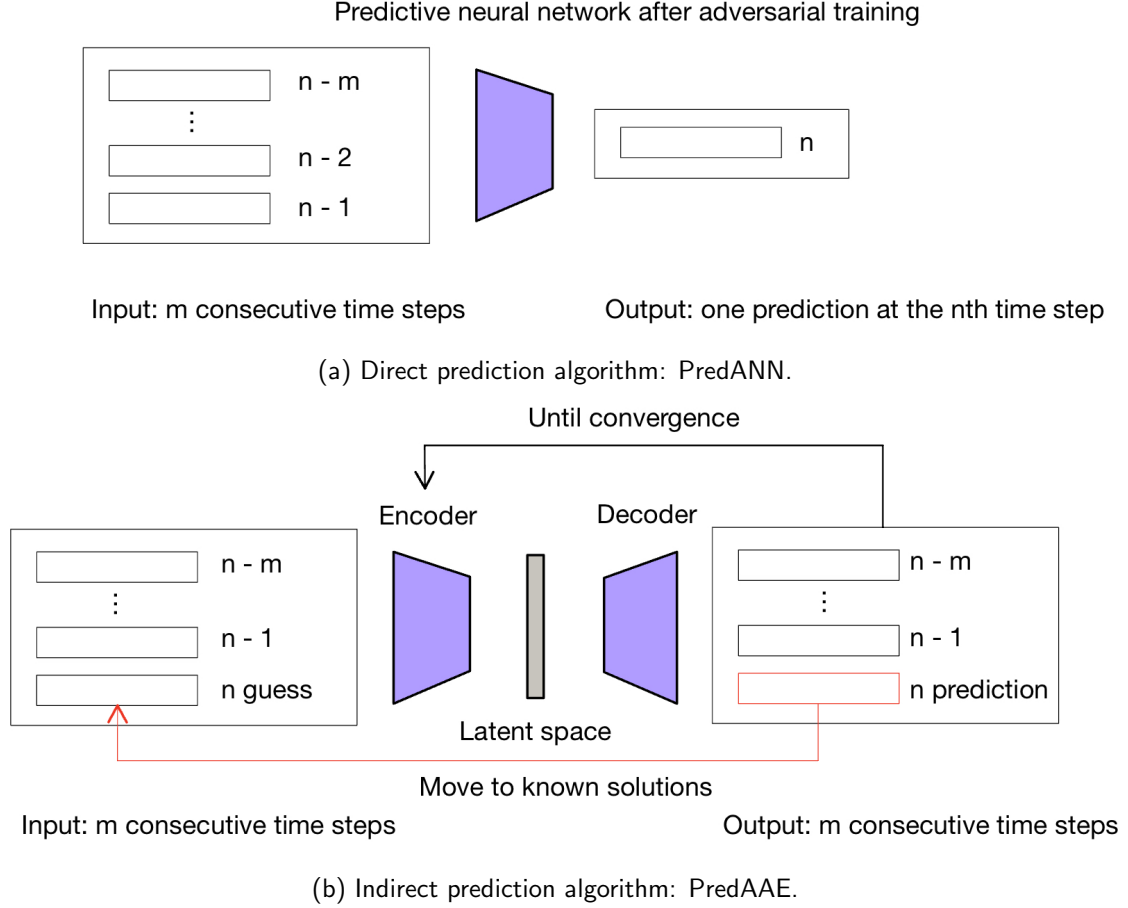 Predictive neural network after adversarial training
n - m
⋮
n - 2
n - 1
n
Input: m consecutive time steps
Output: one prediction at the nth time step
(a) Direct prediction algorithm: PredANN.
Until convergence
Encoder
Decoder
n - m
⋮
n - 1
n guess
n - m
⋮
n - 1
n prediction
Latent space
Move to known solutions
Input: m consecutive time steps
Output: m consecutive time steps
(b) Indirect prediction algorithm: PredAAE.